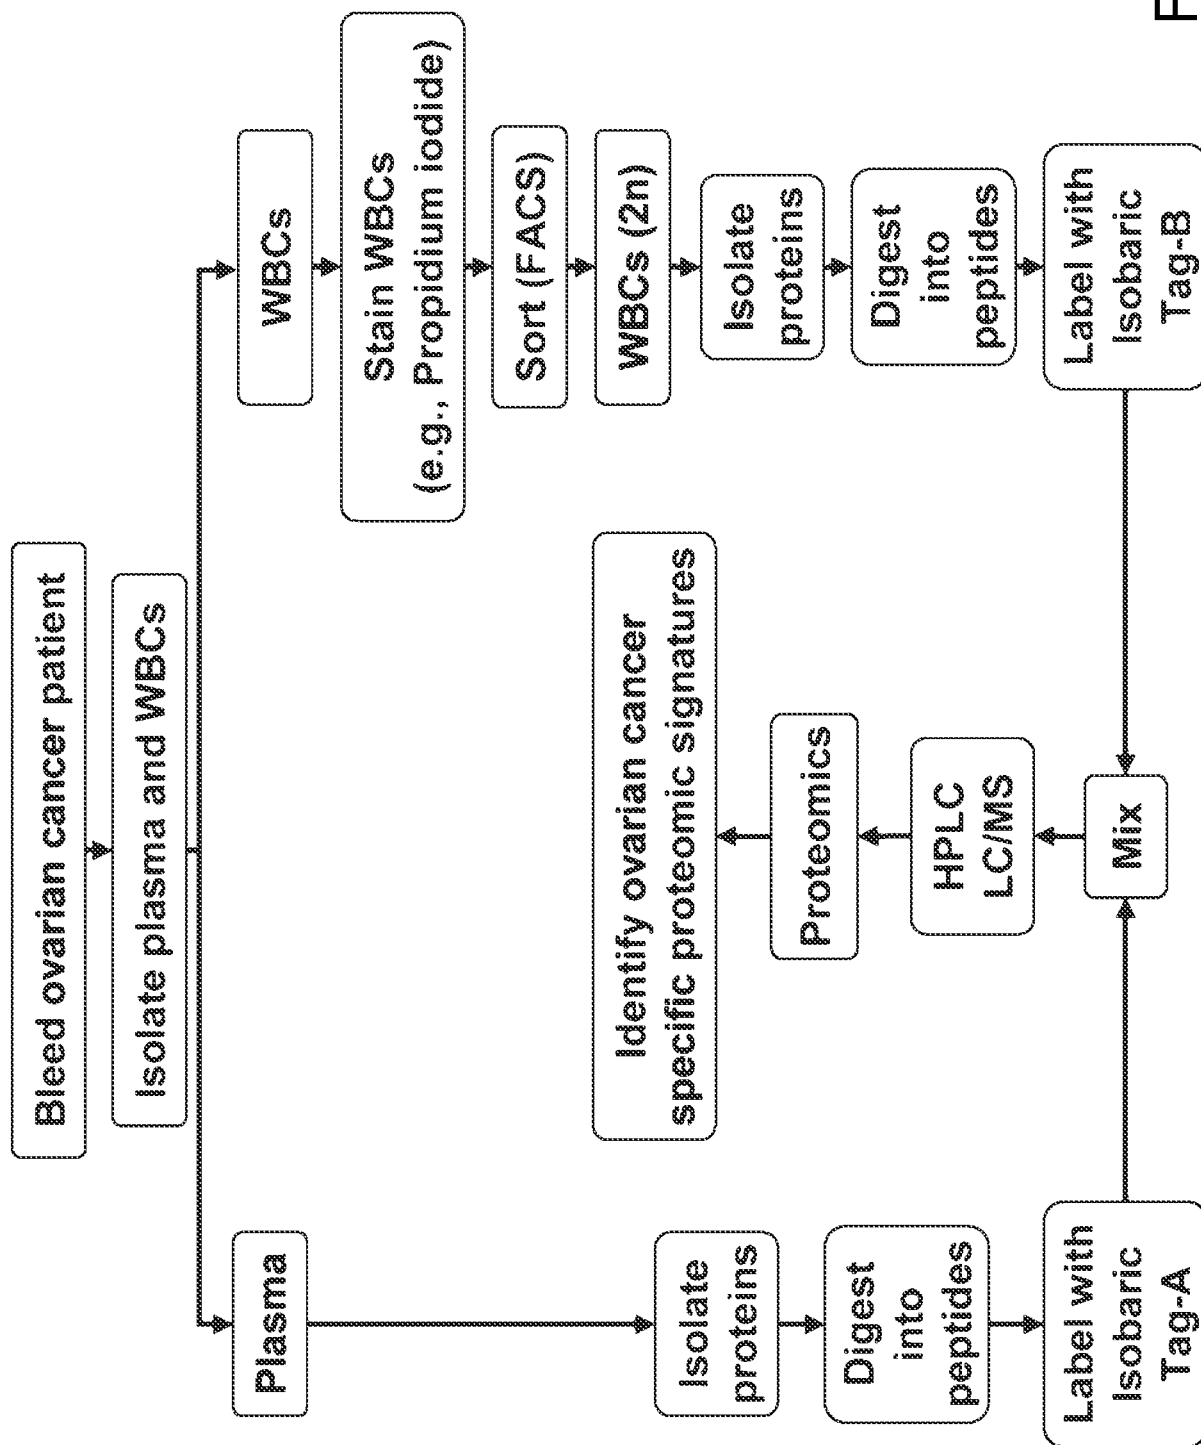 Bleed ovarian cancer patient
Isolate plasma and WBCs
Plasma
Isolate
proteins
Digest
into
peptides
Label with
Isobaric
Tag-A
WBCs
Stain WBCs
(e.g., Propidium iodide)
Sort (FACS)
WBCs (2n)
Isolate
proteins
Digest
into
peptides
Label with
Isobaric
Tag-B
Mix
HPLC
LC/MS
Proteomics
Identify ovarian cancer
specific proteomic signatures
F